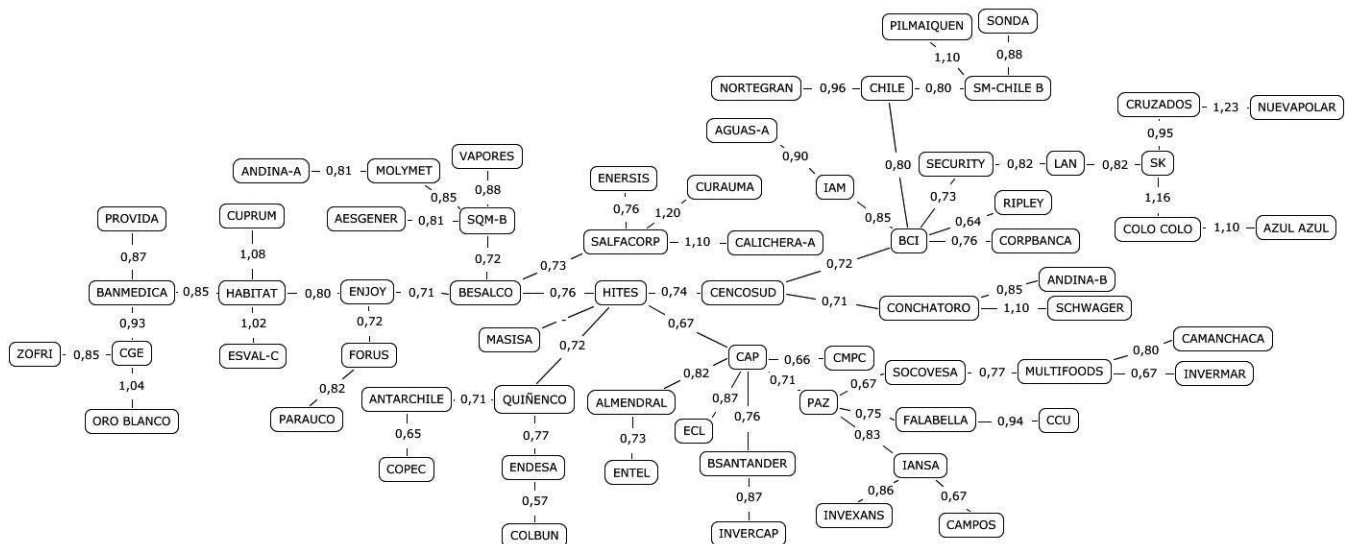 PILMAIQUEN
SONDA
1,10
0,88
NORTEGRAN 0,96 CHILE 0,80 SM-CHILE B
CRUZADOS 1,23 NUEVAPOLAR
AGUAS-A
0,95
0,90
VAPORES
0,80
SECURITY 0,82 LAN 0,82 SK
ANDINA-A 0,81 MOLYMET
ENERSIS
CURAUMA
IAM
0,73
1,16
0,88
0,85
0,76
1,20
0,85
RIPLEY
0,64
PROVIDA
CUPRUM
AESGENER 0,81 SQM-B
SALFACORP 1,10 CALICHERA-A
BCI 0,76 CORPBANCA
COLO COLO 1,10 AZUL AZUL
0,87
1,08
0,72
0,73
0,72
ANDINA-B
0,85
BANMEDICA 0,85 HABITAT 0,80 ENJOY 0,71 BESALCO 0,76 HITES 0,74 CENCOSUD
0,71
CONCHATORO 1,10 SCHWAGER
0,93
1,02
0,72
MASISA
0,72
0,67
CAMANCHACA
0,80
ZOFRI 0,85 CGE
ESVAL-C
FORUS
CAP 0,66 CMPC
0,82
0,71
SOCOVESA 0,77 MULTIFOODS 0,67 INVERMAR
0,67
1,04
0,82
0,87
0,76
ANTARCHILE 0,71 QUIÑENCO
ALMENDRAL
PAZ
0,75
FALABELLA 0,94 CCU
ORO BLANCO
PARAUCO
ECL
0,83
0,65
0,77
0,73
COPEC
ENDESA
ENTEL
BSANTANDER
IANSA
0,57
0,87
0,86
0,67
INVEXANS
CAMPOS
COLBUN
INVERCAP